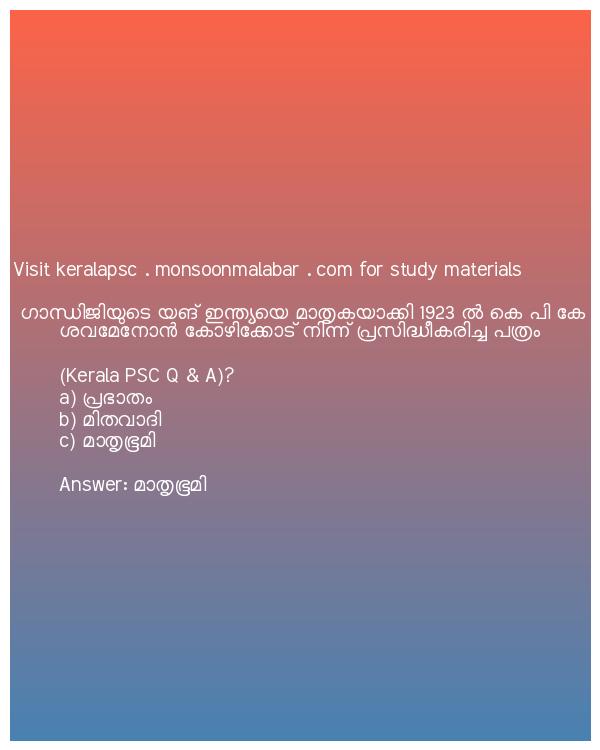 Visit keralapsc . monsoonmalabar . com for study materials
ഗാന്ധിജിയുടെ യങ് ഇന്ത്യയെ മാതൃകയാക്കി 1923 ൽ കെ പി കേ
ശവമേനോൻ കോഴിക്കോട് നിന്ന് പ്രസിദ്ധീകരിച്ച പത്രം
(Kerala PSC Q & A)?
a) പ്രഭാതം
b) മിതവാദി
c) മാതൃഭൂമി
Answer: മാതൃഭൂമി